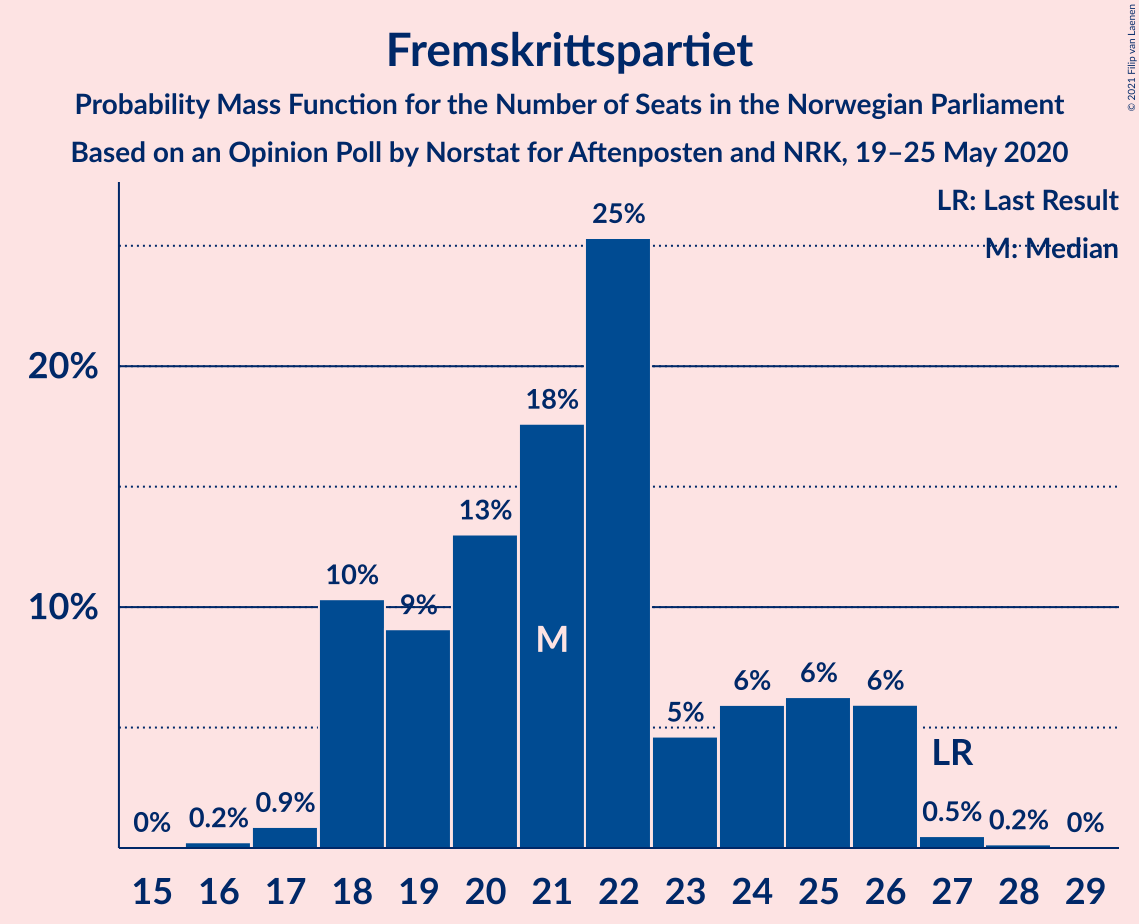 Fremskrittspartiet
Probability Mass Function for the Number of Seats in the Norwegian Parliament
Based on an Opinion Poll by Norstat for Aftenposten and NRK, 19–25 May 2020
© 2021 Filip van Laenen
LR: Last Result
M: Median
25%
20%
18%
13%
10%
10%
9%
M
6%
6%
6%
5%
LR
0%
0.2%
0.9%
0.5%
0.2%
0%
15 16 17 18 19 20 21 22 23 24 25 26 27 28 29